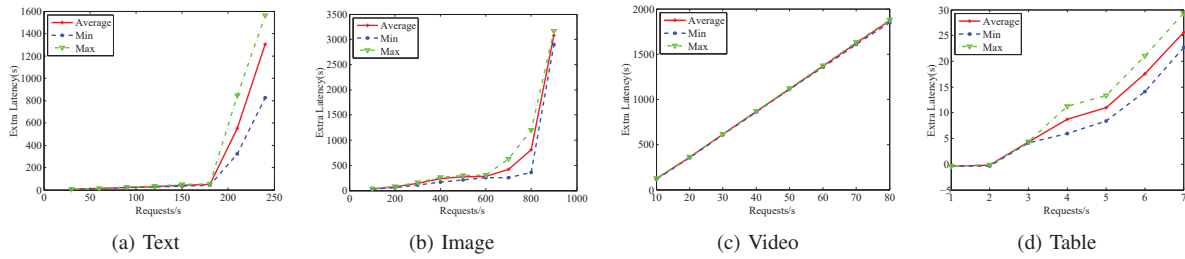 1600
1400
1200
1000
800
600
400
200
0
0 50 100 150 200 250
Extra Latency(s)
Requests/s
Average
Min
Max
(a) Text
3500
3000
2500
2000
1500
1000
500
0
0 200 400 600 800 1000
Extra Latency(s)
Requests/s
Average
Min
Max
(b) Image
2000
1500
1000
500
0
10 20 30 40 50 60 70 80
Extra Latency(s)
Requests/s
Average
Min
Max
(c) Video
30
25
20
15
10
5
0
−5
1 2 3 4 5 6 7
Extra Latency(s)
Requests/s
Average
Min
Max
(d) Table